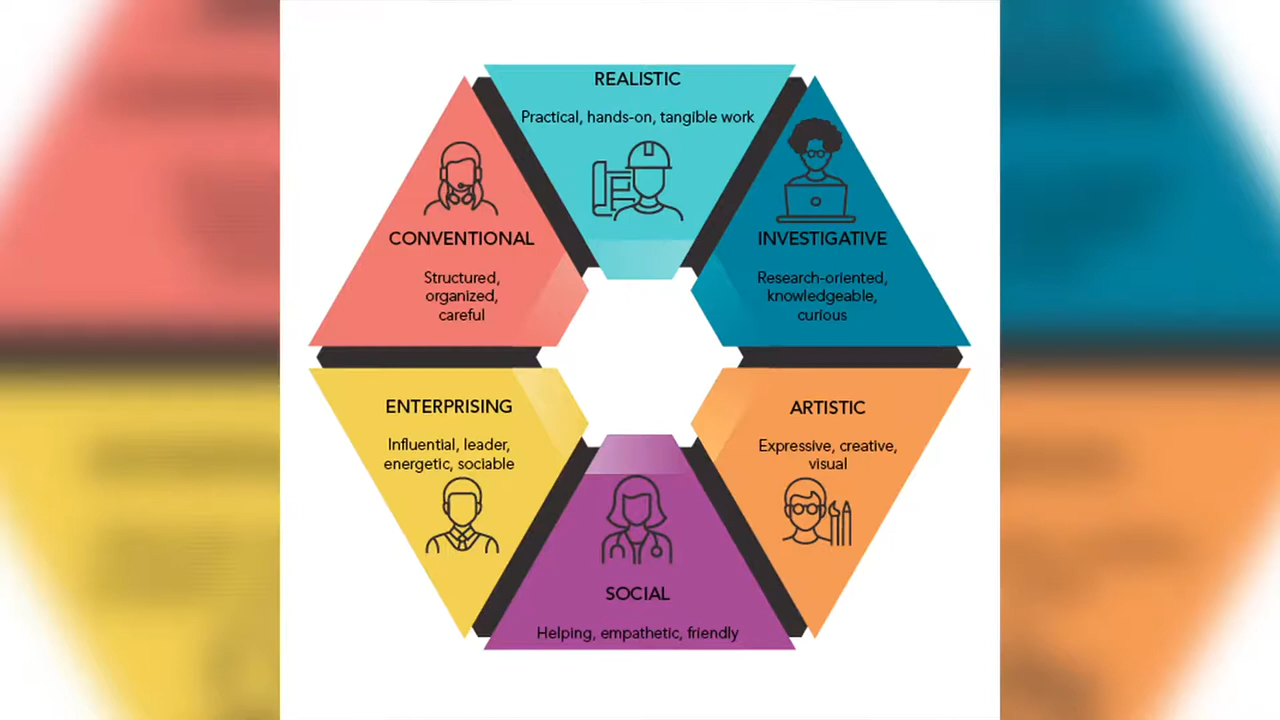 REALISTIC
Practical, hands-on, tangible work
CONVENTIONAL
Structured,
organized,
careful
INVESTIGATIVE
Research-oriented,
knowledgeable,
curious
ENTERPRISING
Influential, leader,
energetic, sociable
ARTISTIC
Expressive, creative,
visual
SOCIAL
Helping, empathetic, friendly